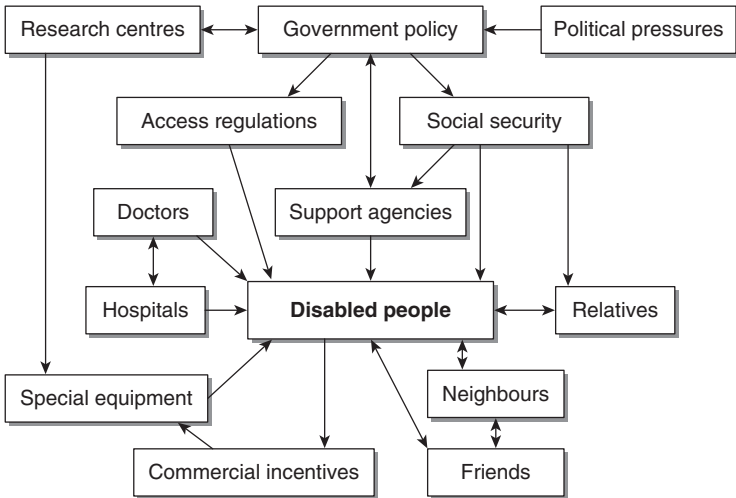 Research centres
Government policy
Political pressures
Access regulations
Social security
Doctors
Support agencies
Hospitals
Disabled people
Relatives
Special equipment
Neighbours
Commercial incentives
Friends